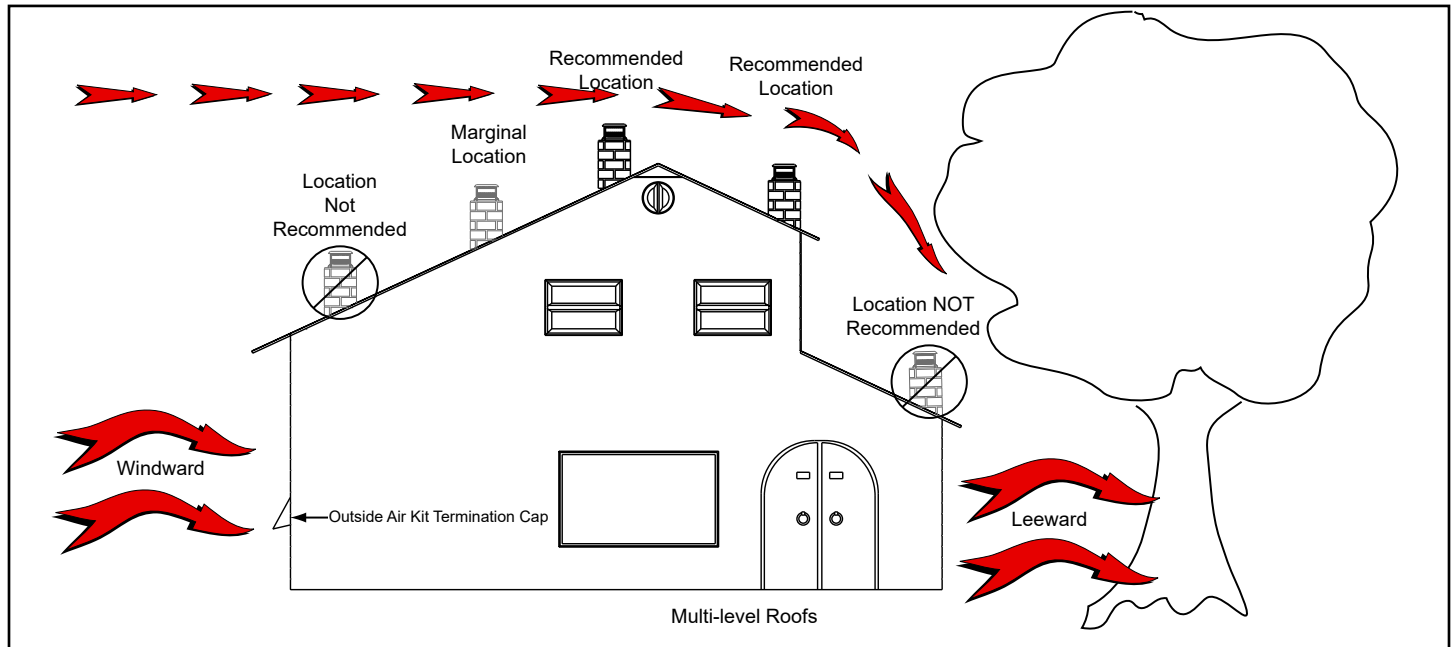 Recommended
Location
Recommended
Location
Marginal
Location
Location
Not
Recommended
Location NOT
Recommended
Windward
Outside Air Kit Termination Cap
Leeward
Multi-level Roofs